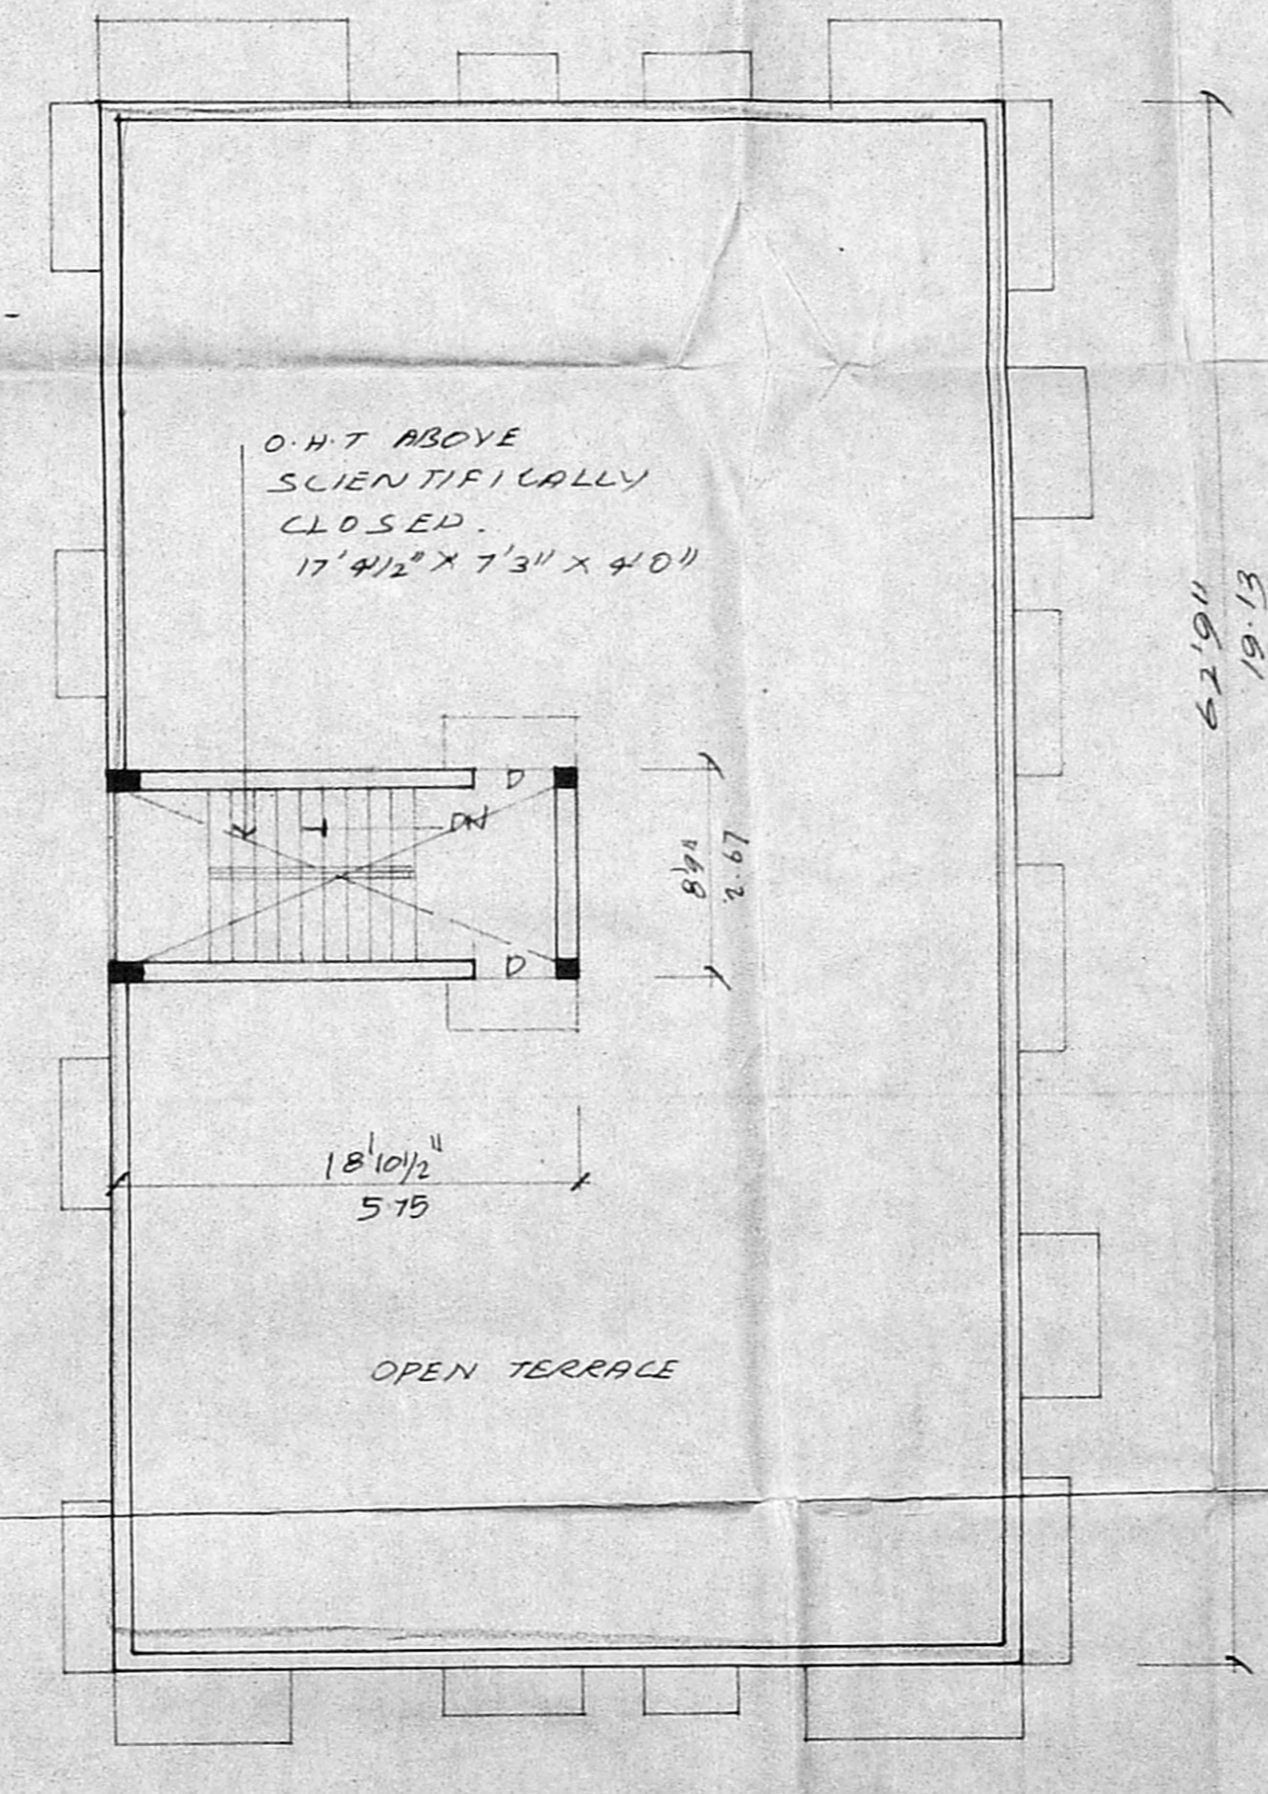 O.H.T ABOVE
SCIENTIFICALLY
CLOSED.
17'4½" X 7'3" X 4'0"
62'9"
19.13
D
DN
8'9"
2.67
D
18'10½"
5.75
OPEN TERRACE